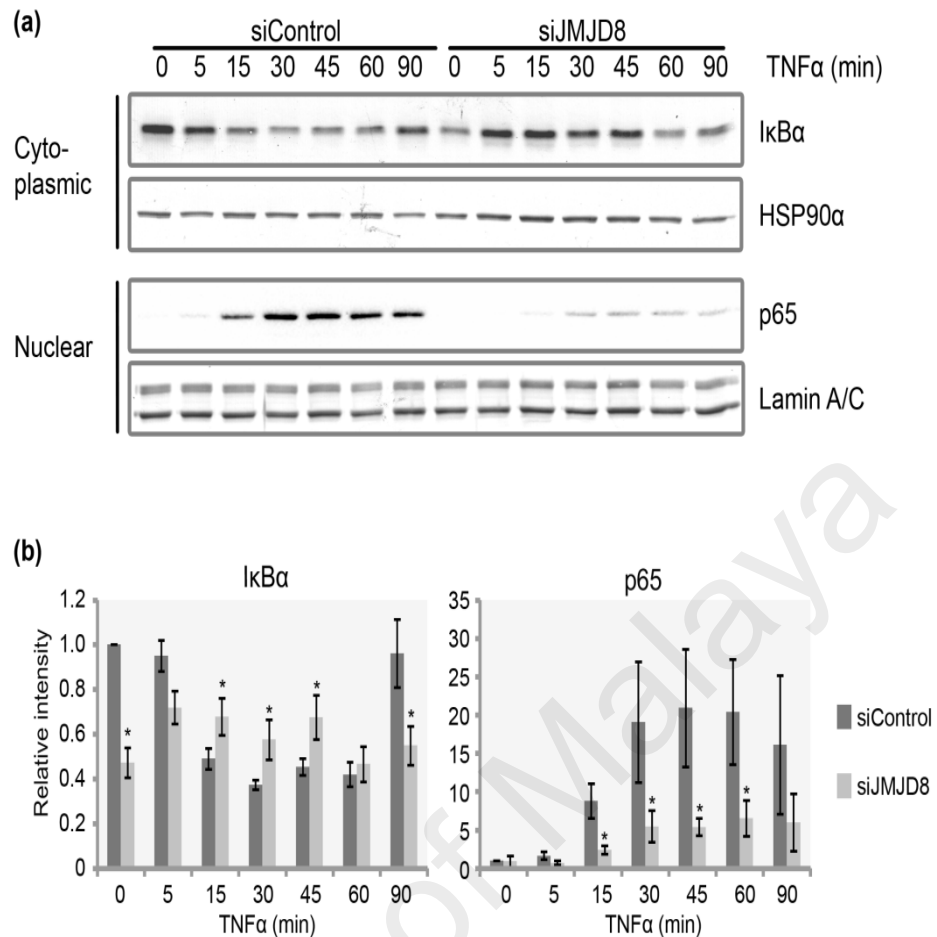 (a)
siControl siJMJD8
0 5 15 30 45 60 90 0 5 15 30 45 60 90 TNFα (min)
Cyto-
plasmic
IκBα
HSP90α
Nuclear
p65
Lamin A/C
(b)
IκBα
1.2
1.0
0.8
0.6
0.4
0.2
0
Relative intensity
* * * * *
0 5 15 30 45 60 90
TNFα (min)
p65
35
30
25
20
15
10
5
0
* * * *
0 5 15 30 45 60 90
TNFα (min)
siControl
siJMJD8
of Malaya